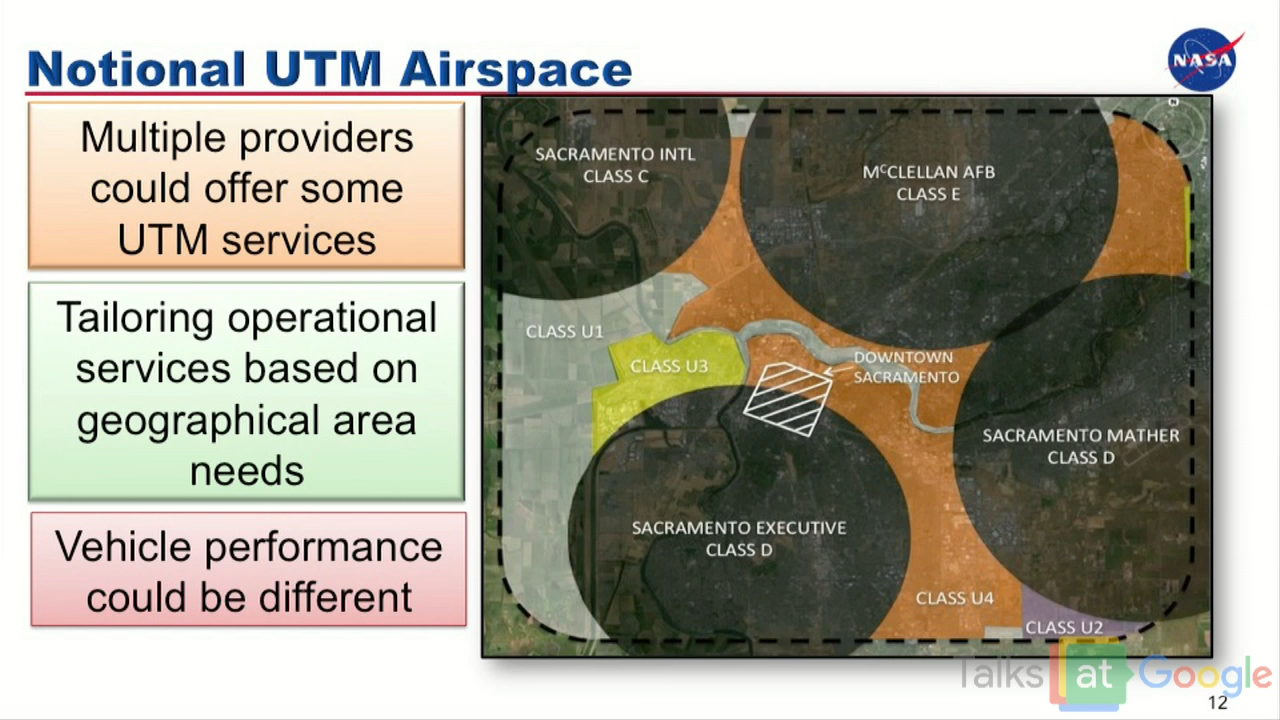 Notional UTM Airspace
NASA
Multiple providers
could offer some
UTM services
Tailoring operational
services based on
geographical area
needs
Vehicle performance
could be different
SACRAMENTO INTL
CLASS C
MCCLELLAN AFB
CLASS E
CLASS U1
CLASS U3
DOWNTOWN
SACRAMENTO
SACRAMENTO MATHER
CLASS D
SACRAMENTO EXECUTIVE
CLASS D
CLASS U4
CLASS U2
Talks at Google
12